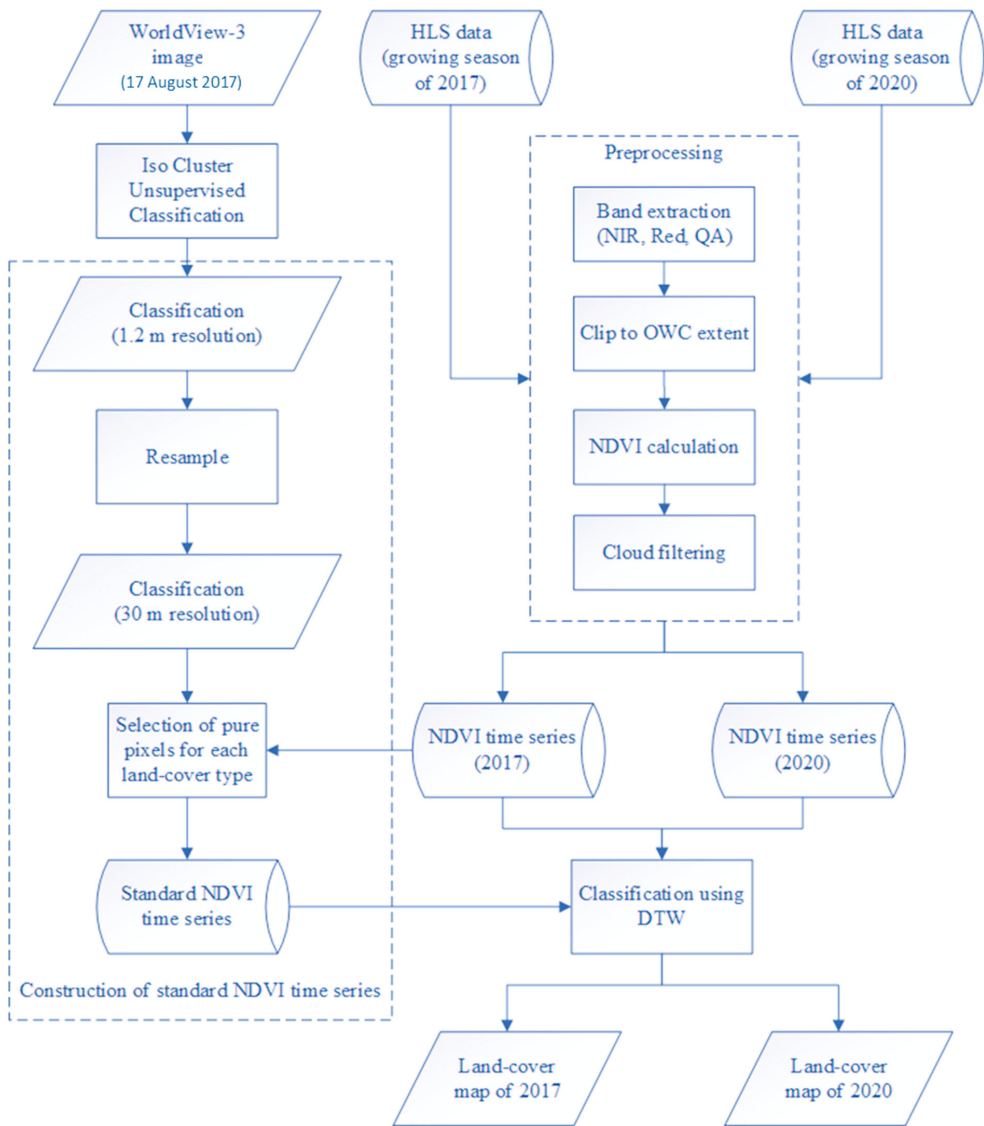 WorldView-3
image
(17 August 2017)
HLS data
(growing season
of 2017)
HLS data
(growing season
of 2020)
Iso Cluster
Unsupervised
Classification
Preprocessing
Band extraction
(NIR, Red, QA)
Clip to OWC extent
NDVI calculation
Cloud filtering
Classification
(1.2 m resolution)
Resample
Classification
(30 m resolution)
Selection of pure
pixels for each
land-cover type
NDVI time series
(2017)
NDVI time series
(2020)
Standard NDVI
time series
Classification using
DTW
Construction of standard NDVI time series
Land-cover
map of 2017
Land-cover
map of 2020